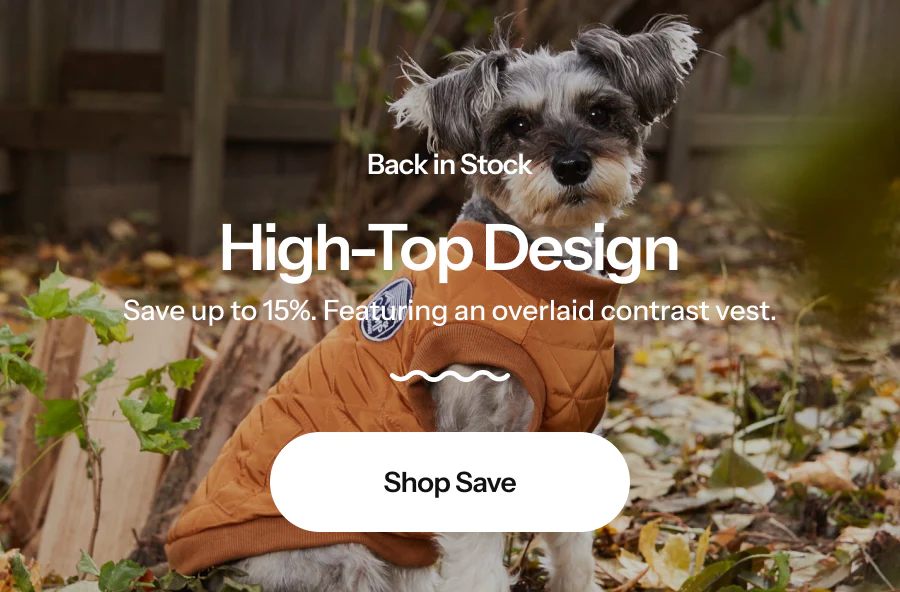 Back in Stock
High-Top Design
Save up to 15%. Featuring an overlaid contrast vest.
Shop Save